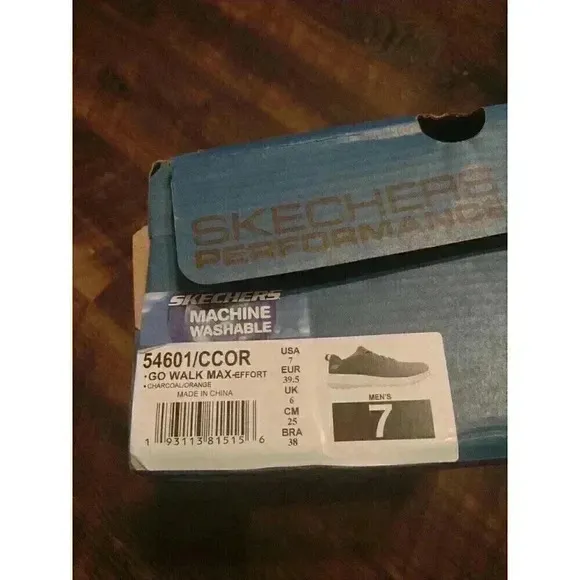 SKECHERS
PERFORMANCE
SKECHERS
MACHINE
WASHABLE
54601/CCOR
•GO WALK MAX-EFFORT
•CHARCOAL/ORANGE
MADE IN CHINA
1 93113 81515 6
USA
7
EUR
39.5
UK
6
CM
25
BRA
38
MEN'S
7